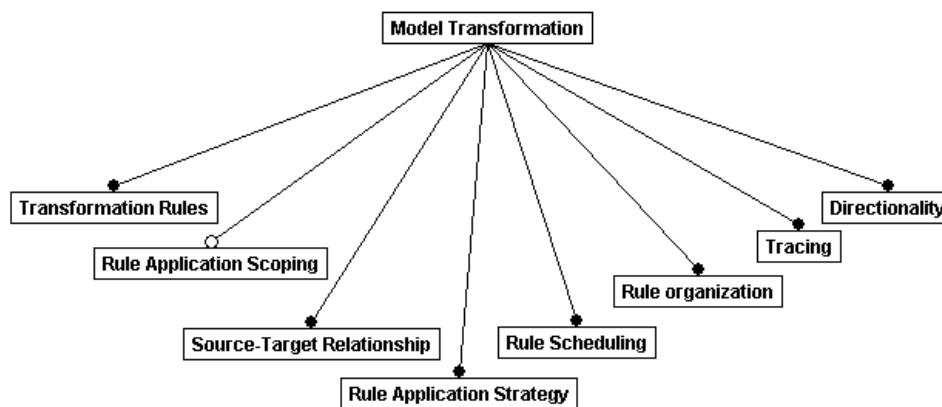 Model Transformation
Transformation Rules
Directionality
Tracing
Rule Application Scoping
Rule organization
Source-Target Relationship
Rule Scheduling
Rule Application Strategy